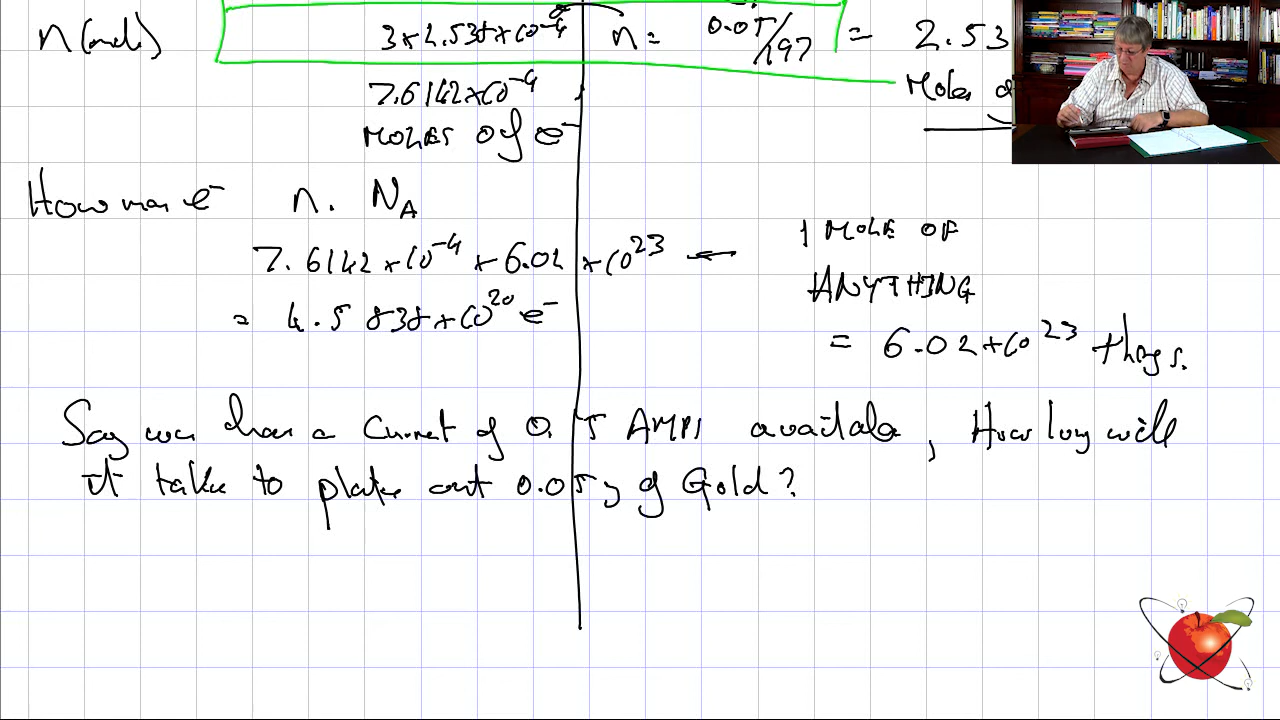 n(mole) 3 × 2.538 × 10⁻⁴ n = 0.05/197 = 2.53
7.6142 × 10⁻⁴ Moles of
MOLES Of e⁻
How man e⁻ n. N_A
1 MOLE OF
7.6142 × 10⁻⁴ × 6.02 × 10²³ ←
ANYTHING
= 4.5838 × 10²⁰ e⁻
= 6.02 × 10²³ things.
Say we have a Current of 0.5 AMPS available, How long will
it take to plate out 0.05g of Gold?